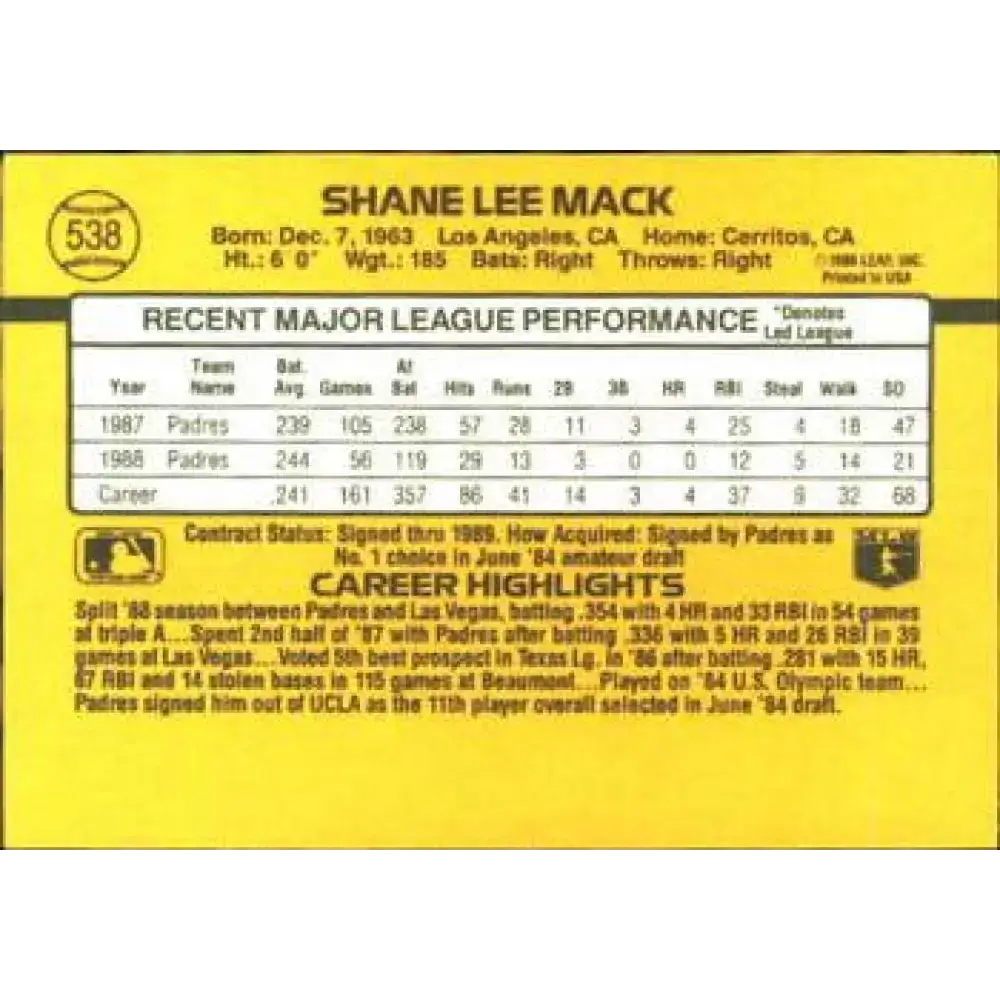 538
SHANE LEE MACK
Born: Dec. 7, 1963 Los Angeles, CA Home: Cerritos, CA
Ht.: 6 0" Wgt.: 185 Bats: Right Throws: Right
LEAF, INC.
Printed in USA
RECENT MAJOR LEAGUE PERFORMANCE *Denotes Led League
Year Team Name Bat. Avg. Games At Bat Hits Runs 2B 3B HR RBI Steal Walk SO
1987 Padres 239 105 238 57 28 11 3 4 25 4 18 47
1988 Padres 244 56 119 29 13 3 0 0 12 5 14 21
Career .241 161 357 86 41 14 3 4 37 9 32 68
Contract Status: Signed thru 1989. How Acquired: Signed by Padres as
No. 1 choice in June '84 amateur draft
CAREER HIGHLIGHTS
Split '88 season between Padres and Las Vegas, batting .354 with 4 HR and 33 RBI in 54 games
at triple A...Spent 2nd half of '87 with Padres after batting .336 with 5 HR and 26 RBI in 39
games at Las Vegas...Voted 5th best prospect in Texas Lg. in '86 after batting .281 with 15 HR,
RBI and 14 stolen bases in 115 games at Beaumont...Played on '84 U.S. Olympic team...
Padres signed him out of UCLA as the 11th player overall selected in June '84 draft.